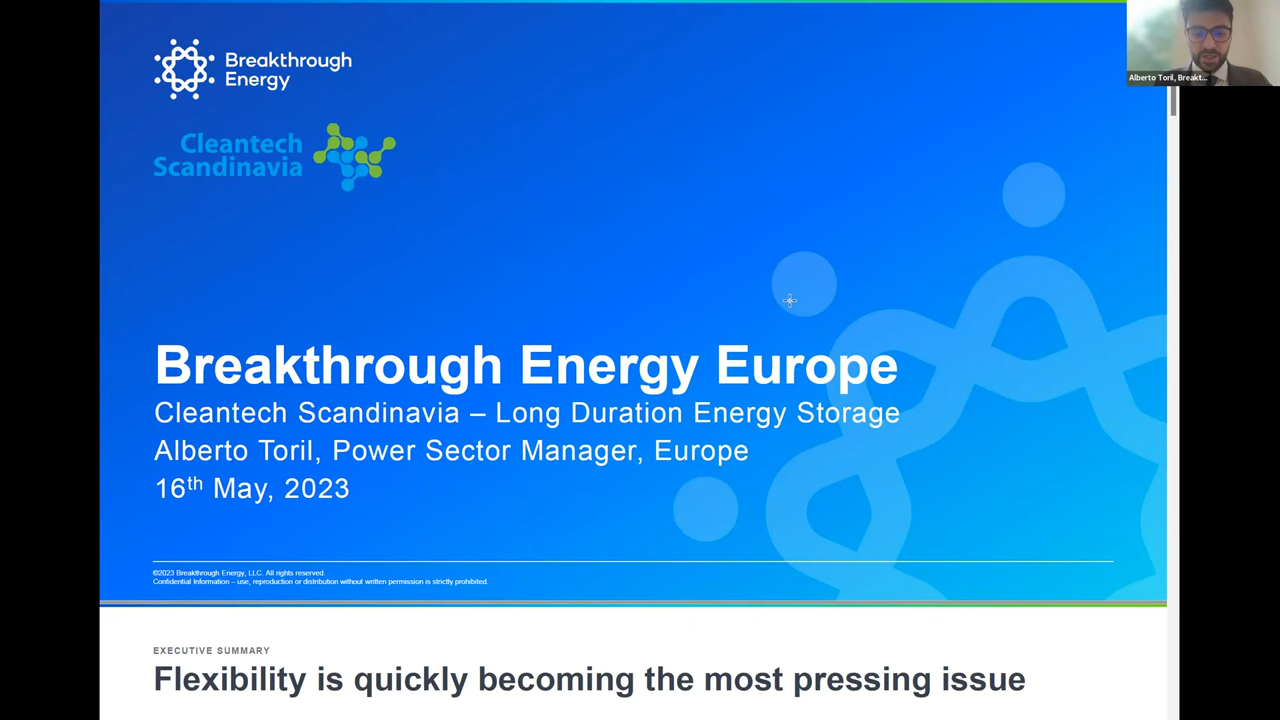 Breakthrough
Energy
Cleantech
Scandinavia
Alberto Toril, Breakt...
Breakthrough Energy Europe
Cleantech Scandinavia – Long Duration Energy Storage
Alberto Toril, Power Sector Manager, Europe
16th May, 2023
©2023 Breakthrough Energy, LLC. All rights reserved.
Confidential Information – use, reproduction or distribution without written permission is strictly prohibited.
EXECUTIVE SUMMARY
Flexibility is quickly becoming the most pressing issue